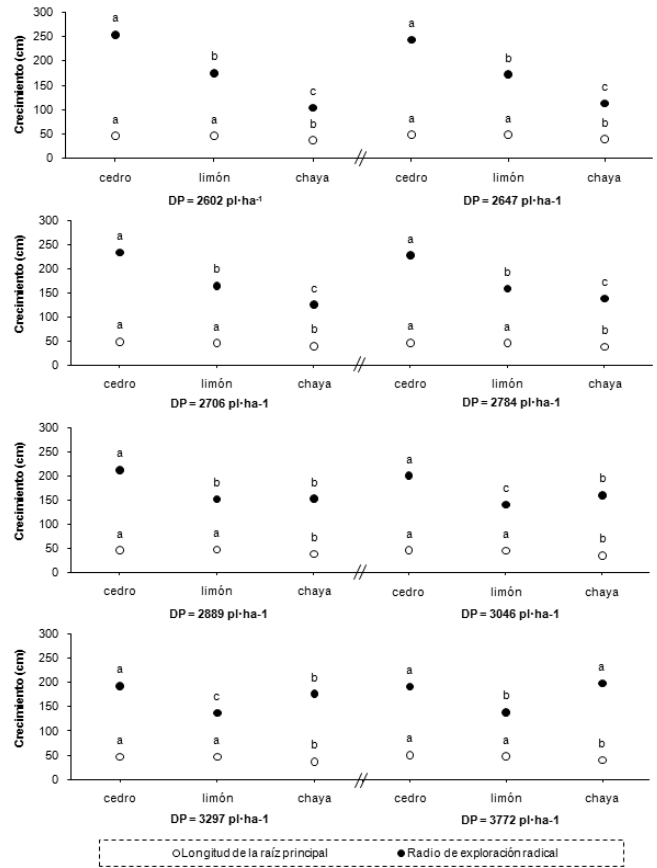 300
250
200
150
100
50
0
Crecimiento (cm)
a b c a b c
a a b a a b
cedro limón chaya cedro limón chaya
DP = 2602 pl·ha-¹ DP = 2647 pl·ha-1
300
250
200
150
100
50
0
Crecimiento (cm)
a b c a b c
a a b a a b
cedro limón chaya cedro limón chaya
DP = 2706 pl·ha-1 DP = 2784 pl·ha-1
300
250
200
150
100
50
0
Crecimiento (cm)
a b b a c b
a a b a a b
cedro limón chaya cedro limón chaya
DP = 2889 pl·ha-1 DP = 3046 pl·ha-1
300
250
200
150
100
50
0
Crecimiento (cm)
a c b a b a
a a b a a b
cedro limón chaya cedro limón chaya
DP = 3297 pl·ha-1 DP = 3772 pl·ha-1
Longitud de la raíz principal Radio de exploración radical